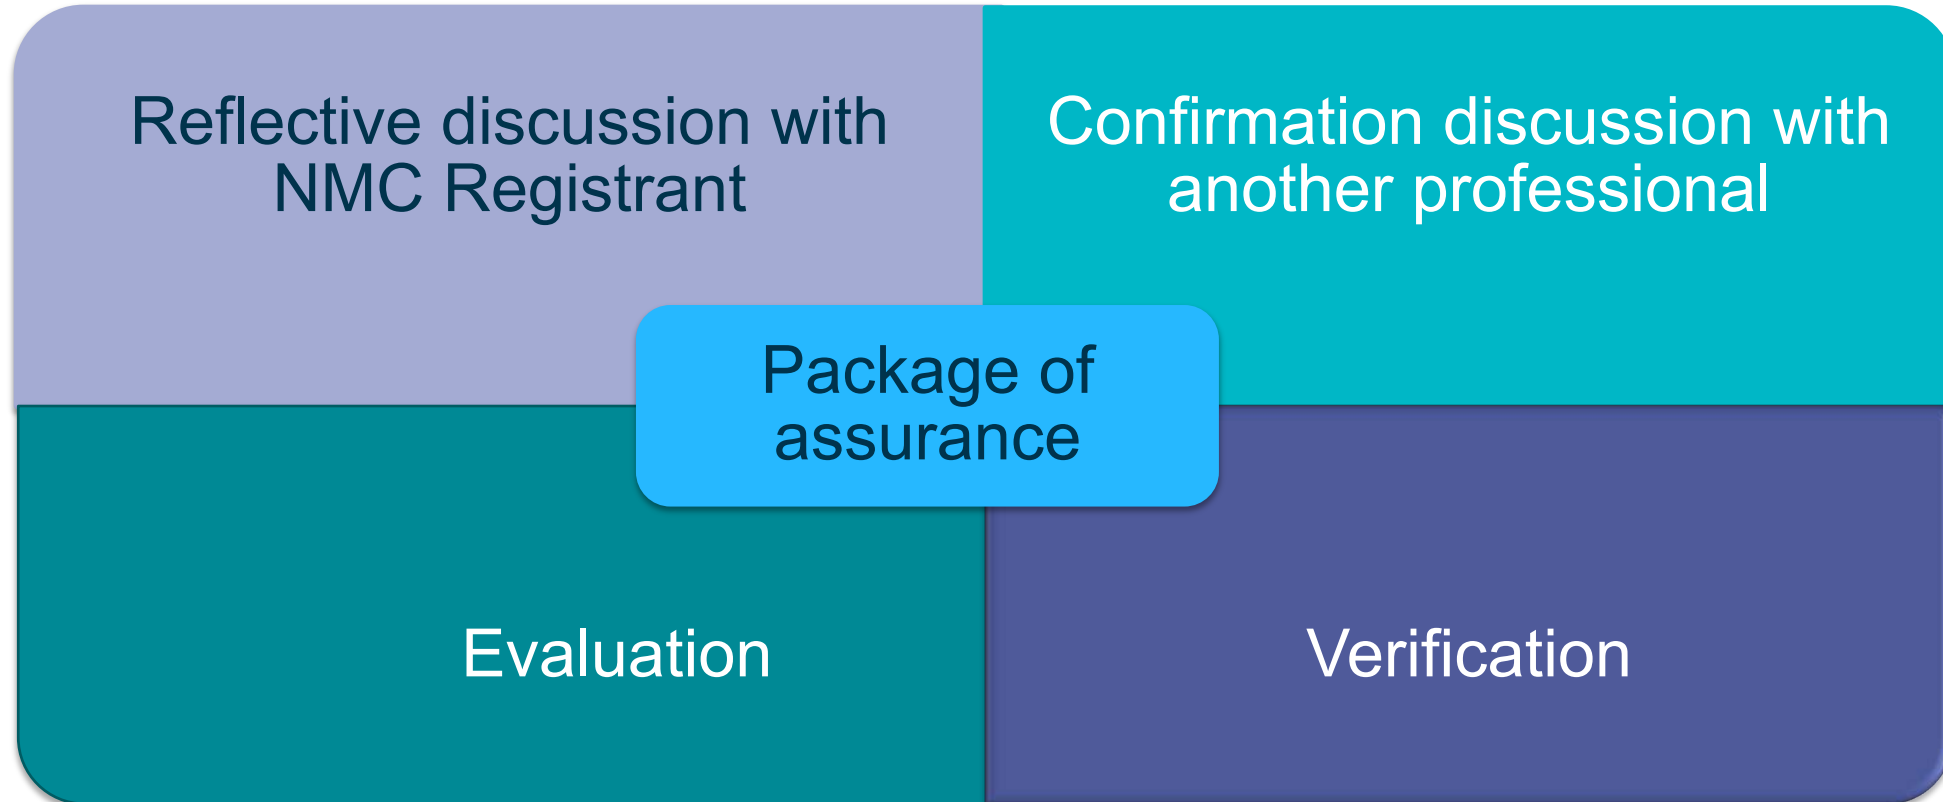 Reflective discussion with
NMC Registrant
Confirmation discussion with
another professional
Package of
assurance
Evaluation
Verification